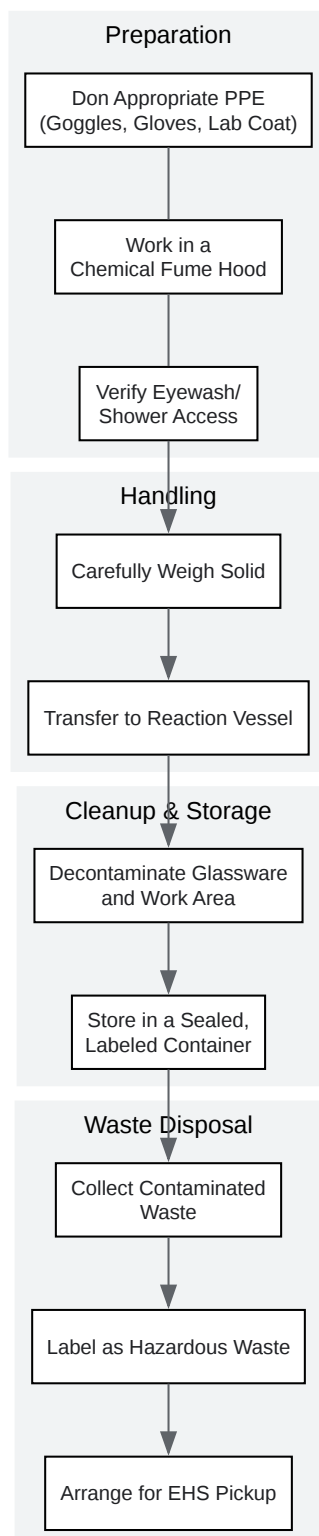 Preparation
Don Appropriate PPE
(Goggles, Gloves, Lab Coat)
Work in a
Chemical Fume Hood
Verify Eyewash/
Shower Access
Handling
Carefully Weigh Solid
Transfer to Reaction Vessel
Cleanup & Storage
Decontaminate Glassware
and Work Area
Store in a Sealed,
Labeled Container
Waste Disposal
Collect Contaminated
Waste
Label as Hazardous Waste
Arrange for EHS Pickup